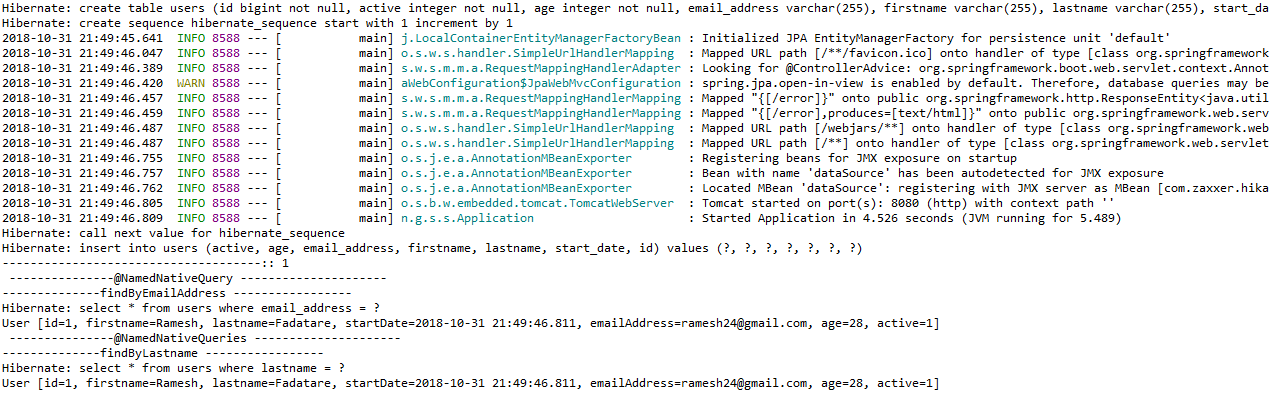 Hibernate: create table users (id bigint not null, active integer not null, age integer not null, email_address varchar(255), firstname varchar(255), lastname varchar(255), start_da
Hibernate: create sequence hibernate_sequence start with 1 increment by 1
2018-10-31 21:49:45.641  INFO 8588 --- [           main] j.LocalContainerEntityManagerFactoryBean : Initialized JPA EntityManagerFactory for persistence unit 'default'
2018-10-31 21:49:46.047  INFO 8588 --- [           main] o.s.w.s.handler.SimpleUrlHandlerMapping  : Mapped URL path [/**/favicon.ico] onto handler of type [class org.springframework
2018-10-31 21:49:46.389  INFO 8588 --- [           main] s.w.s.m.m.a.RequestMappingHandlerAdapter : Looking for @ControllerAdvice: org.springframework.boot.web.servlet.context.Annot
2018-10-31 21:49:46.420  WARN 8588 --- [           main] aWebConfiguration$JpaWebMvcConfiguration : spring.jpa.open-in-view is enabled by default. Therefore, database queries may be
2018-10-31 21:49:46.457  INFO 8588 --- [           main] s.w.s.m.m.a.RequestMappingHandlerMapping : Mapped "{[/error]}" onto public org.springframework.http.ResponseEntity<java.util
2018-10-31 21:49:46.459  INFO 8588 --- [           main] s.w.s.m.m.a.RequestMappingHandlerMapping : Mapped "{[/error],produces=[text/html]}" onto public org.springframework.web.serv
2018-10-31 21:49:46.487  INFO 8588 --- [           main] o.s.w.s.handler.SimpleUrlHandlerMapping  : Mapped URL path [/webjars/**] onto handler of type [class org.springframework.web
2018-10-31 21:49:46.487  INFO 8588 --- [           main] o.s.w.s.handler.SimpleUrlHandlerMapping  : Mapped URL path [/**] onto handler of type [class org.springframework.web.servlet
2018-10-31 21:49:46.755  INFO 8588 --- [           main] o.s.j.e.a.AnnotationMBeanExporter        : Registering beans for JMX exposure on startup
2018-10-31 21:49:46.757  INFO 8588 --- [           main] o.s.j.e.a.AnnotationMBeanExporter        : Bean with name 'dataSource' has been autodetected for JMX exposure
2018-10-31 21:49:46.762  INFO 8588 --- [           main] o.s.j.e.a.AnnotationMBeanExporter        : Located MBean 'dataSource': registering with JMX server as MBean [com.zaxxer.hika
2018-10-31 21:49:46.805  INFO 8588 --- [           main] o.s.b.w.embedded.tomcat.TomcatWebServer  : Tomcat started on port(s): 8080 (http) with context path ''
2018-10-31 21:49:46.809  INFO 8588 --- [           main] n.g.s.s.Application                      : Started Application in 4.526 seconds (JVM running for 5.489)
Hibernate: call next value for hibernate_sequence
Hibernate: insert into users (active, age, email_address, firstname, lastname, start_date, id) values (?, ?, ?, ?, ?, ?, ?)
-------------------------------------:: 1
 ---------------@NamedNativeQuery ---------------------
--------------findByEmailAddress -----------------
Hibernate: select * from users where email_address = ?
User [id=1, firstname=Ramesh, lastname=Fadatare, startDate=2018-10-31 21:49:46.811, emailAddress=ramesh24@gmail.com, age=28, active=1]
 ---------------@NamedNativeQueries ---------------------
--------------findByLastname -----------------
Hibernate: select * from users where lastname = ?
User [id=1, firstname=Ramesh, lastname=Fadatare, startDate=2018-10-31 21:49:46.811, emailAddress=ramesh24@gmail.com, age=28, active=1]